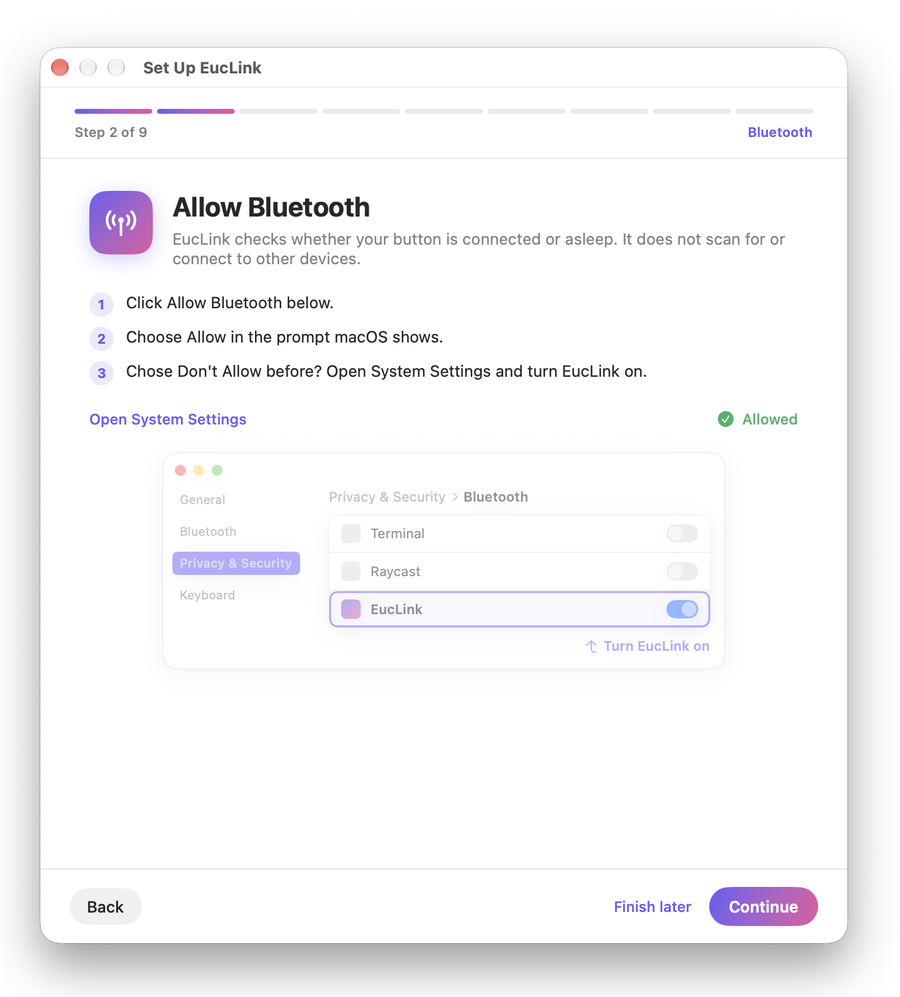 Set Up EucLink
Step 2 of 9
Bluetooth
Allow Bluetooth
EucLink checks whether your button is connected or asleep. It does not scan for or
connect to other devices.
1 Click Allow Bluetooth below.
2 Choose Allow in the prompt macOS shows.
3 Chose Don't Allow before? Open System Settings and turn EucLink on.
Open System Settings
Allowed
General
Bluetooth
Privacy & Security
Keyboard
Privacy & Security > Bluetooth
Terminal
Raycast
EucLink
Turn EucLink on
Back
Finish later
Continue